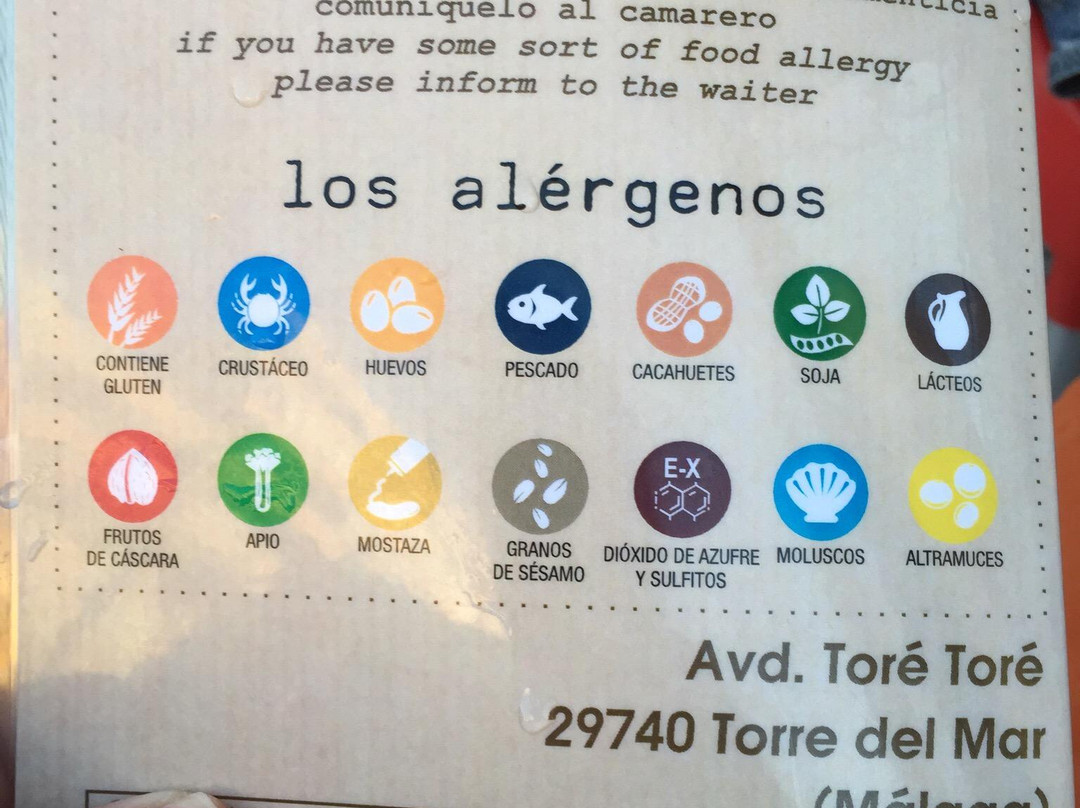 comuníquelo al camarero
if you have some sort of food allergy
please inform to the waiter
los alérgenos
CONTIENE
GLUTEN
CRUSTÁCEO
HUEVOS
PESCADO
CACAHUETES
SOJA
LÁCTEOS
FRUTOS
DE CÁSCARA
APIO
MOSTAZA
GRANOS
DE SÉSAMO
E-X
DIÓXIDO DE AZUFRE
Y SULFITOS
MOLUSCOS
ALTRAMUCES
Avd. Toré Toré
29740 Torre del Mar
(Málaga)